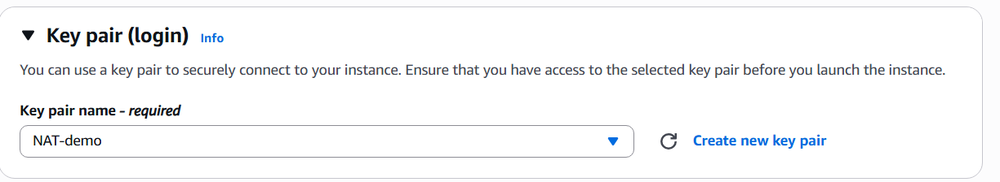 Key pair (login) Info
You can use a key pair to securely connect to your instance. Ensure that you have access to the selected key pair before you launch the instance.
Key pair name - required
NAT-demo
Create new key pair